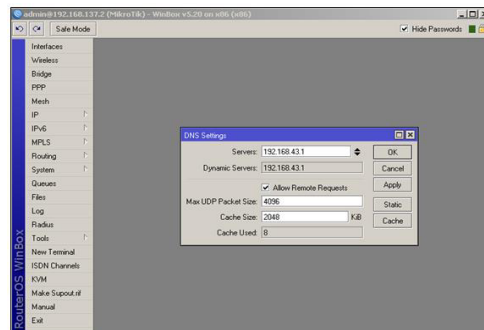 admin@192.168.137.2 (MikroTik) - WinBox v5.20 on x86 (x86)
Safe Mode
Hide Passwords
Interfaces
Wireless
Bridge
PPP
Mesh
IP
IPv6
MPLS
Routing
System
Queues
Files
Log
Radius
Tools
New Terminal
ISDN Channels
KVM
Make Supout.rif
Manual
Exit
RouterOS WinBox
DNS Settings
Servers: 192.168.43.1
Dynamic Servers: 192.168.43.1
Allow Remote Requests
Max UDP Packet Size: 4096
Cache Size: 2048 KiB
Cache Used: 8
OK
Cancel
Apply
Static
Cache